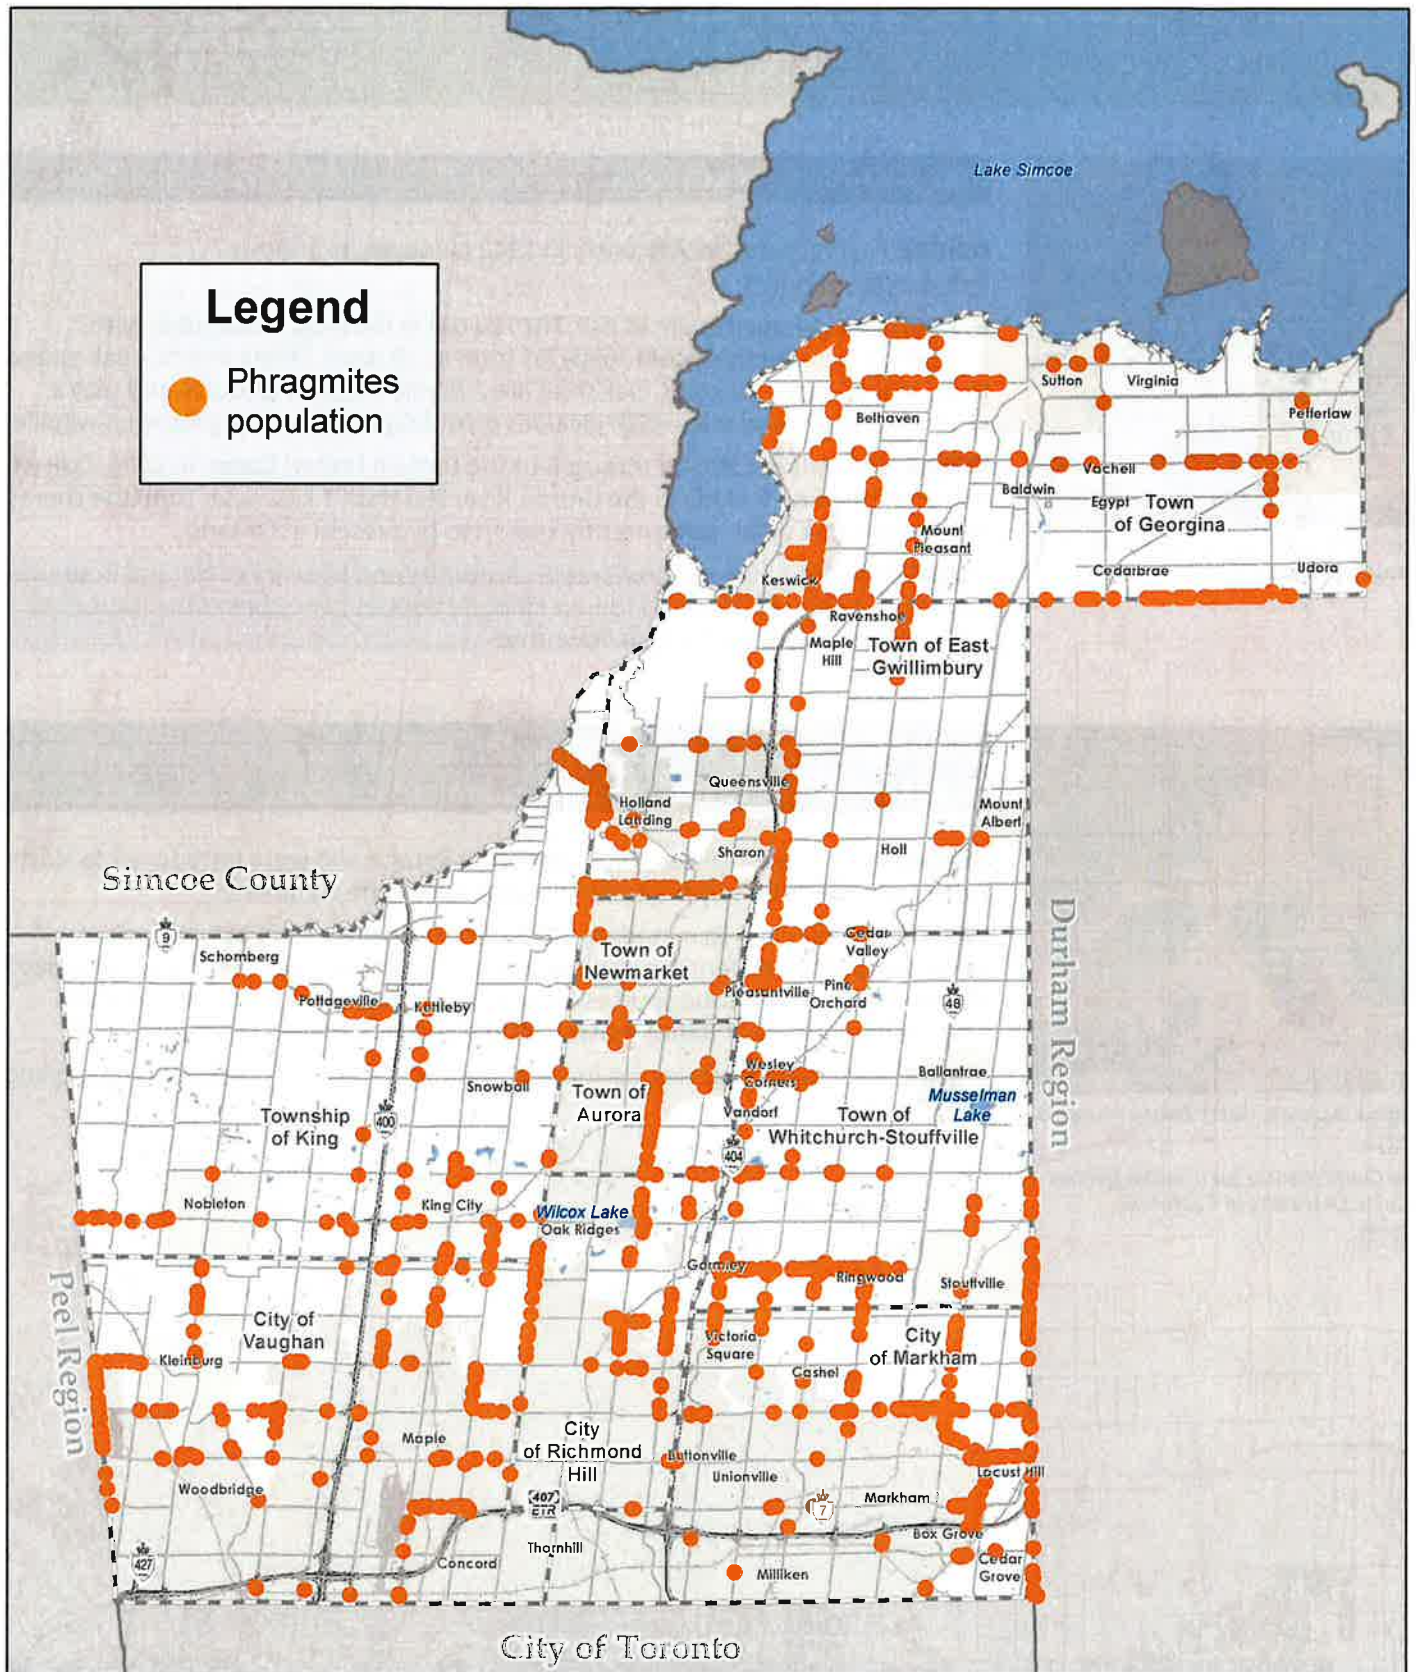 Lake Simcoe
Legend
Phragmites
population
Sutton
Virginia
Belhaven
Pefferlaw
Vachell
Baldwin
Egypt
Town
of Georgina
Mount
Pleasant
Keswick
Cedarbrae
Udora
Ravenshoe
Maple
Hill
Town of East
Gwillimbury
Queensville
Holland
Landing
Mount
Albert
Sharon
Holt
Simcoe County
9
Schomberg
Town of
Newmarket
Cedar
Valley
Durham Region
Pottageville
Kettleby
Pleasantville
Pine
Orchard
48
Snowball
Wesley
Corners
Ballantrae
Musselman
Lake
Township
of King
400
Town of
Aurora
Vandorf
Town of
Whitchurch-Stouffville
404
Nobleton
King City
Wilcox Lake
Oak Ridges
Gormley
Ringwood
Stouffville
Peel Region
City of
Vaughan
Kleinburg
Victoria
Square
City
of Markham
Cashel
Maple
City
of Richmond
Hill
Buttonville
Unionville
Locust Hill
Woodbridge
407
ETR
7
Markham
Box Grove
427
Concord
Thornhill
Milliken
Cedar
Grove
City of Toronto